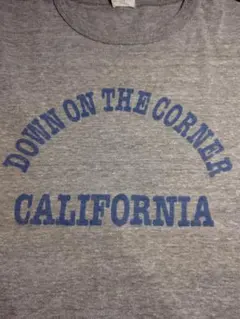 DOWN ON THE CORNER
CALIFORNIA